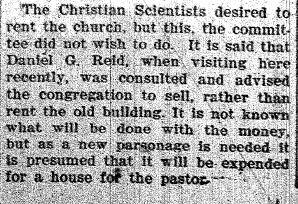 The Christian Scientists desired to
rent the church, but this, the commit-
tee did not wish to do. It is said that
Daniel G. Reid, when visiting here
recently, was consulted and advised
the congregation to sell, rather than
rent the old building. It is not known
what will be done with the money,
but as a new parsonage is needed it
is presumed that it will be expended
for a house for the pastor.